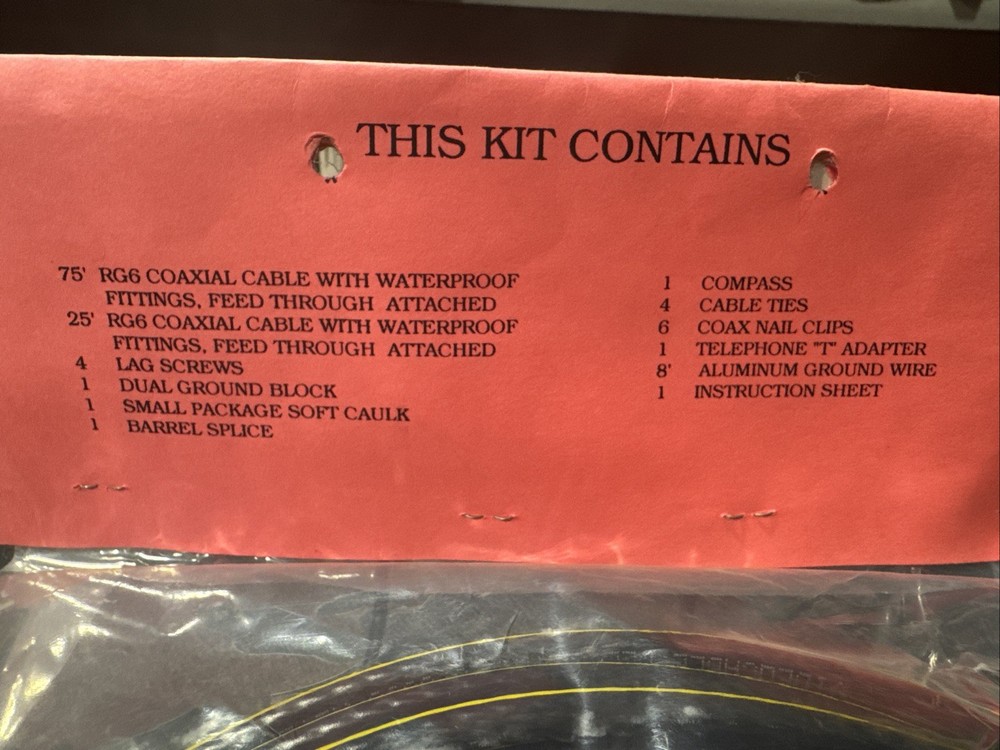 THIS KIT CONTAINS
75' RG6 COAXIAL CABLE WITH WATERPROOF
FITTINGS, FEED THROUGH ATTACHED
25' RG6 COAXIAL CABLE WITH WATERPROOF
FITTINGS, FEED THROUGH ATTACHED
4 LAG SCREWS
1 DUAL GROUND BLOCK
1 SMALL PACKAGE SOFT CAULK
1 BARREL SPLICE
1 COMPASS
4 CABLE TIES
6 COAX NAIL CLIPS
1 TELEPHONE "T" ADAPTER
8' ALUMINUM GROUND WIRE
1 INSTRUCTION SHEET